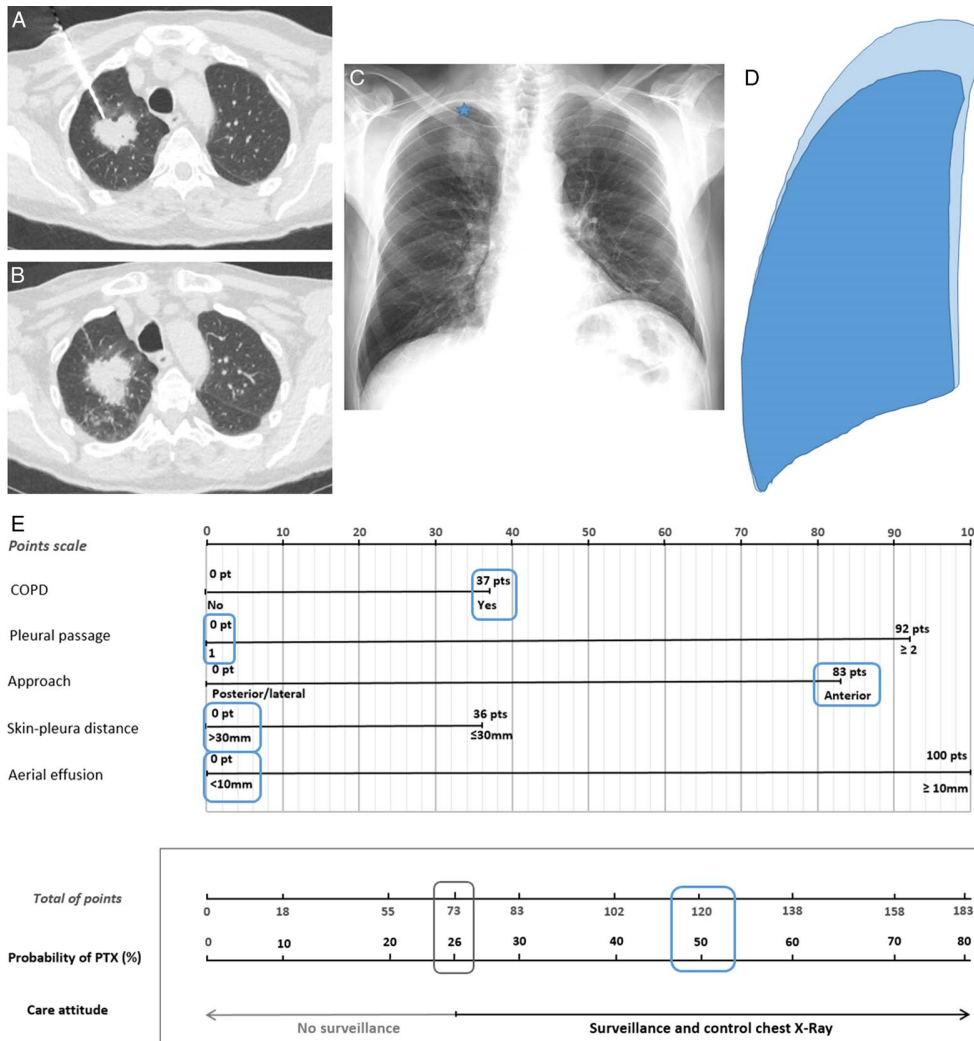 A
B
C
D
E
0 10 20 30 40 50 60 70 80 90 10
Points scale
0 pt 37 pts
COPD
No Yes
0 pt 92 pts
Pleural passage
1 ≥ 2
0 pt 83 pts
Approach
Posterior/lateral Anterior
0 pt 36 pts
Skin-pleura distance
>30mm ≤30mm
0 pt 100 pts
Aerial effusion
<10mm ≥ 10mm
Total of points
0 18 55 73 83 102 120 138 158 183
0 10 20 26 30 40 50 60 70 80
Probability of PTX (%)
Care attitude
No surveillance Surveillance and control chest X-Ray